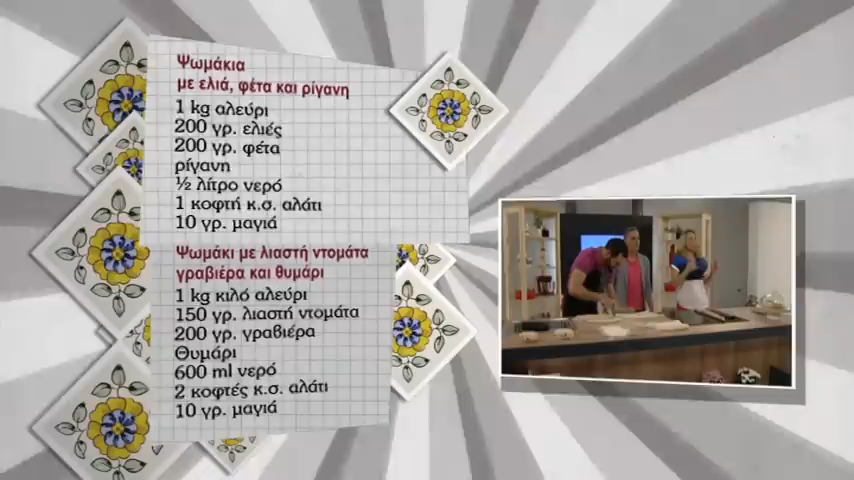 Ψωμάκια
με ελιά, φέτα και ρίγανη
1 kg αλεύρι
200 γρ. ελιές
200 γρ. φέτα
ρίγανη
½ λίτρο νερό
1 κοφτή κ.σ. αλάτι
10 γρ. μαγιά
Ψωμάκι με λιαστή ντομάτα
γραβιέρα και θυμάρι
1 kg κιλό αλεύρι
150 γρ. λιαστή ντομάτα
200 γρ. γραβιέρα
Θυμάρι
600 ml νερό
2 κοφτές κ.σ. αλάτι
10 γρ. μαγιά